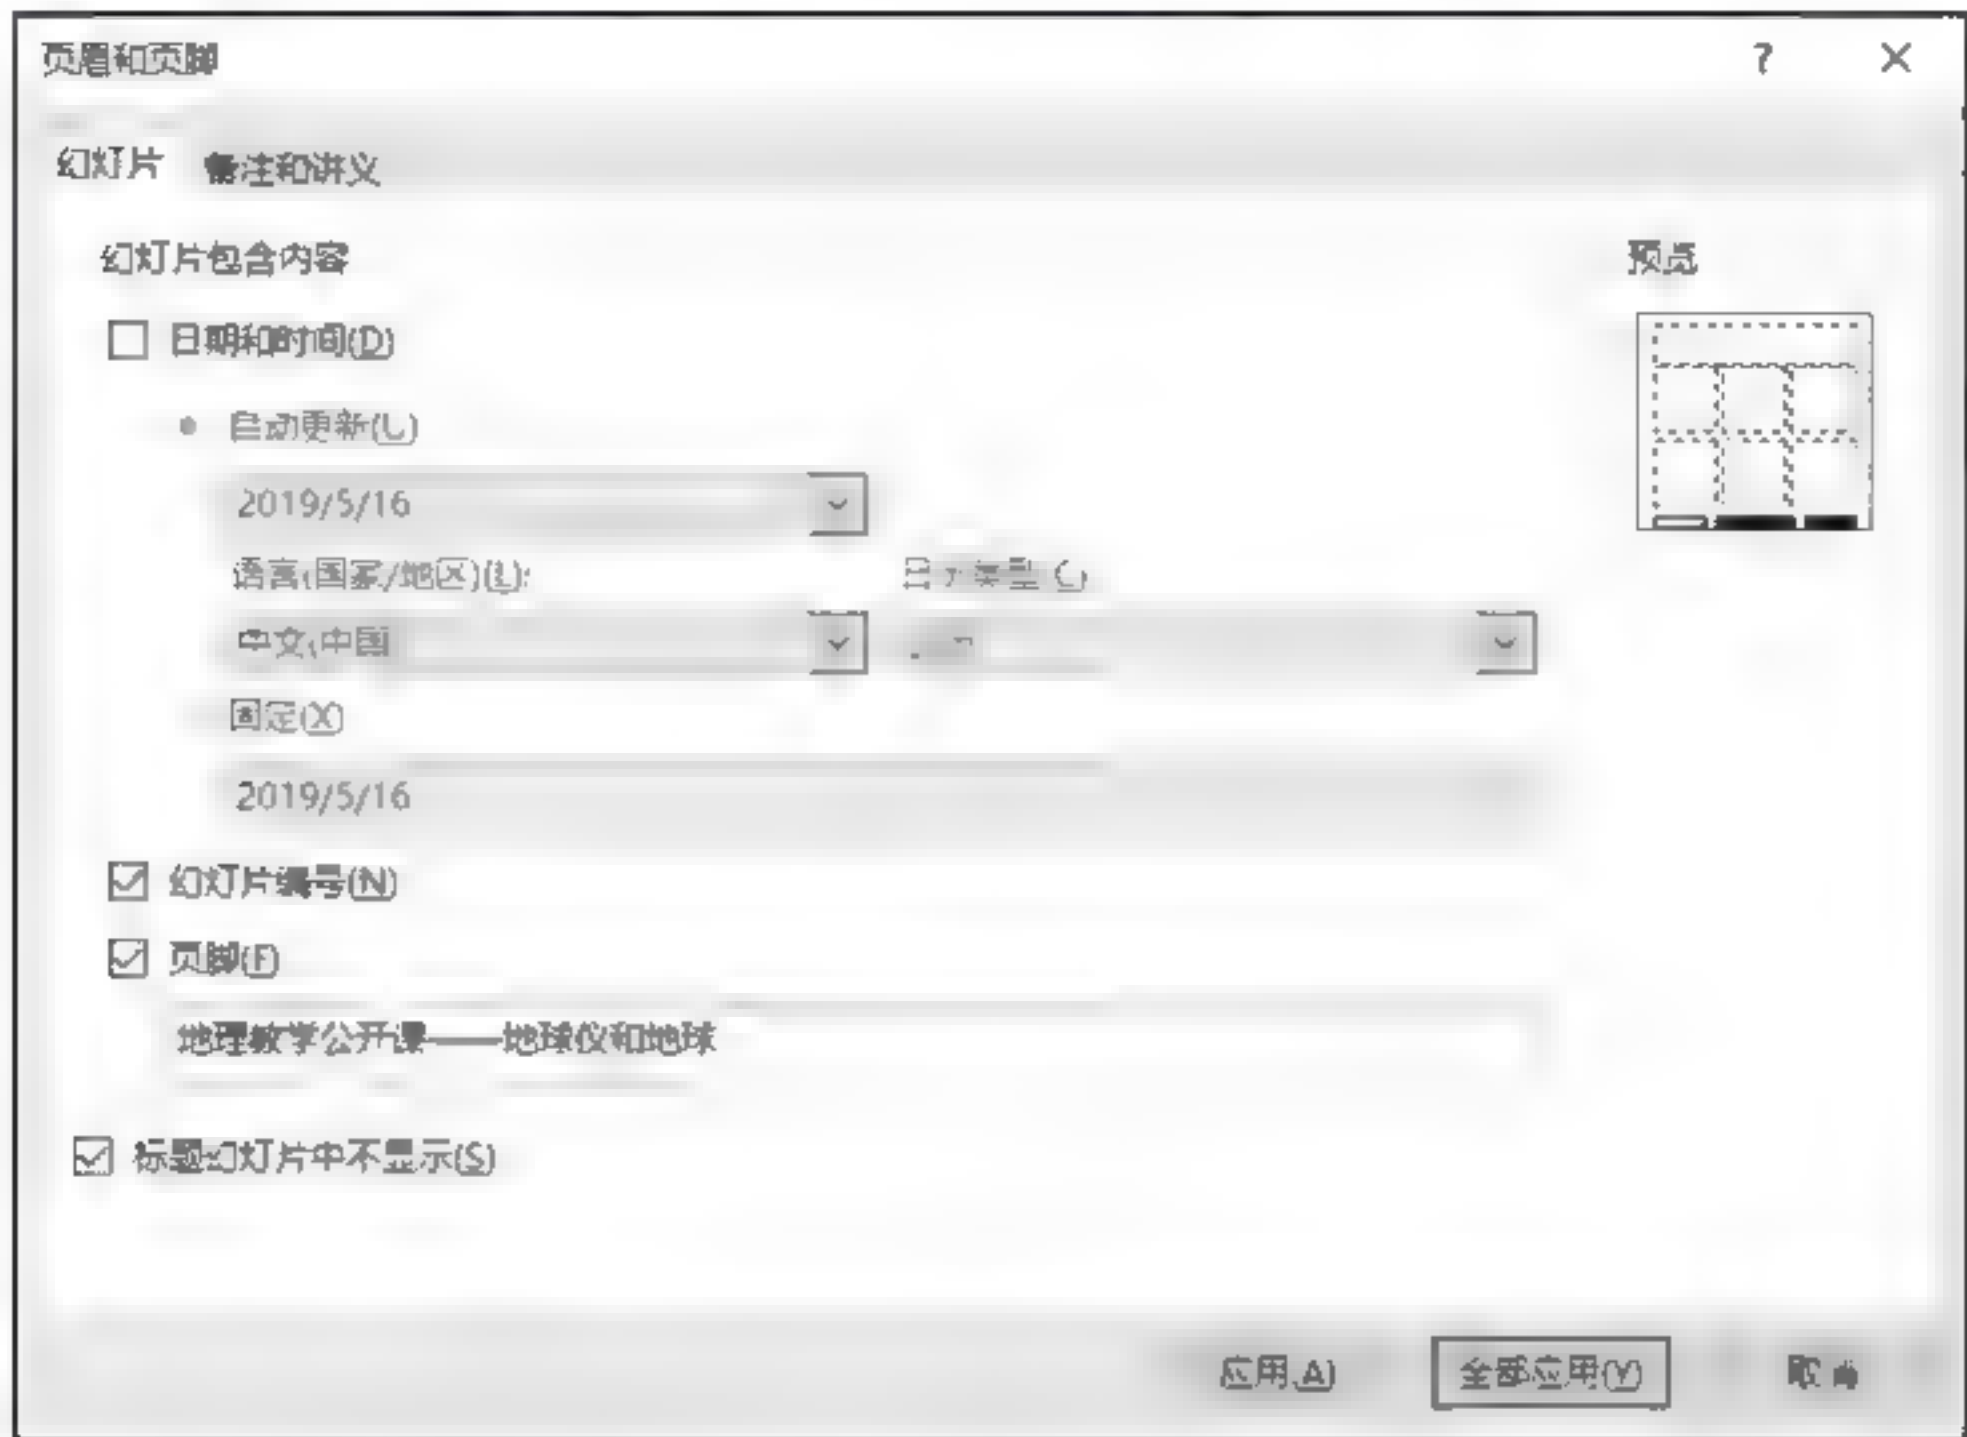 页眉和页脚 ?
幻灯片 备注和讲义
幻灯片包含内容 预览
日期和时间(D)
自动更新(U)
2019/5/16
语言(国家/地区)(L):
中文(中国
固定(X)
2019/5/16
幻灯片编号(N)
页脚(F)
地理教学公开课——地球仪和地球
标题幻灯片中不显示(S)
应用(A) 全部应用(Y) 取消